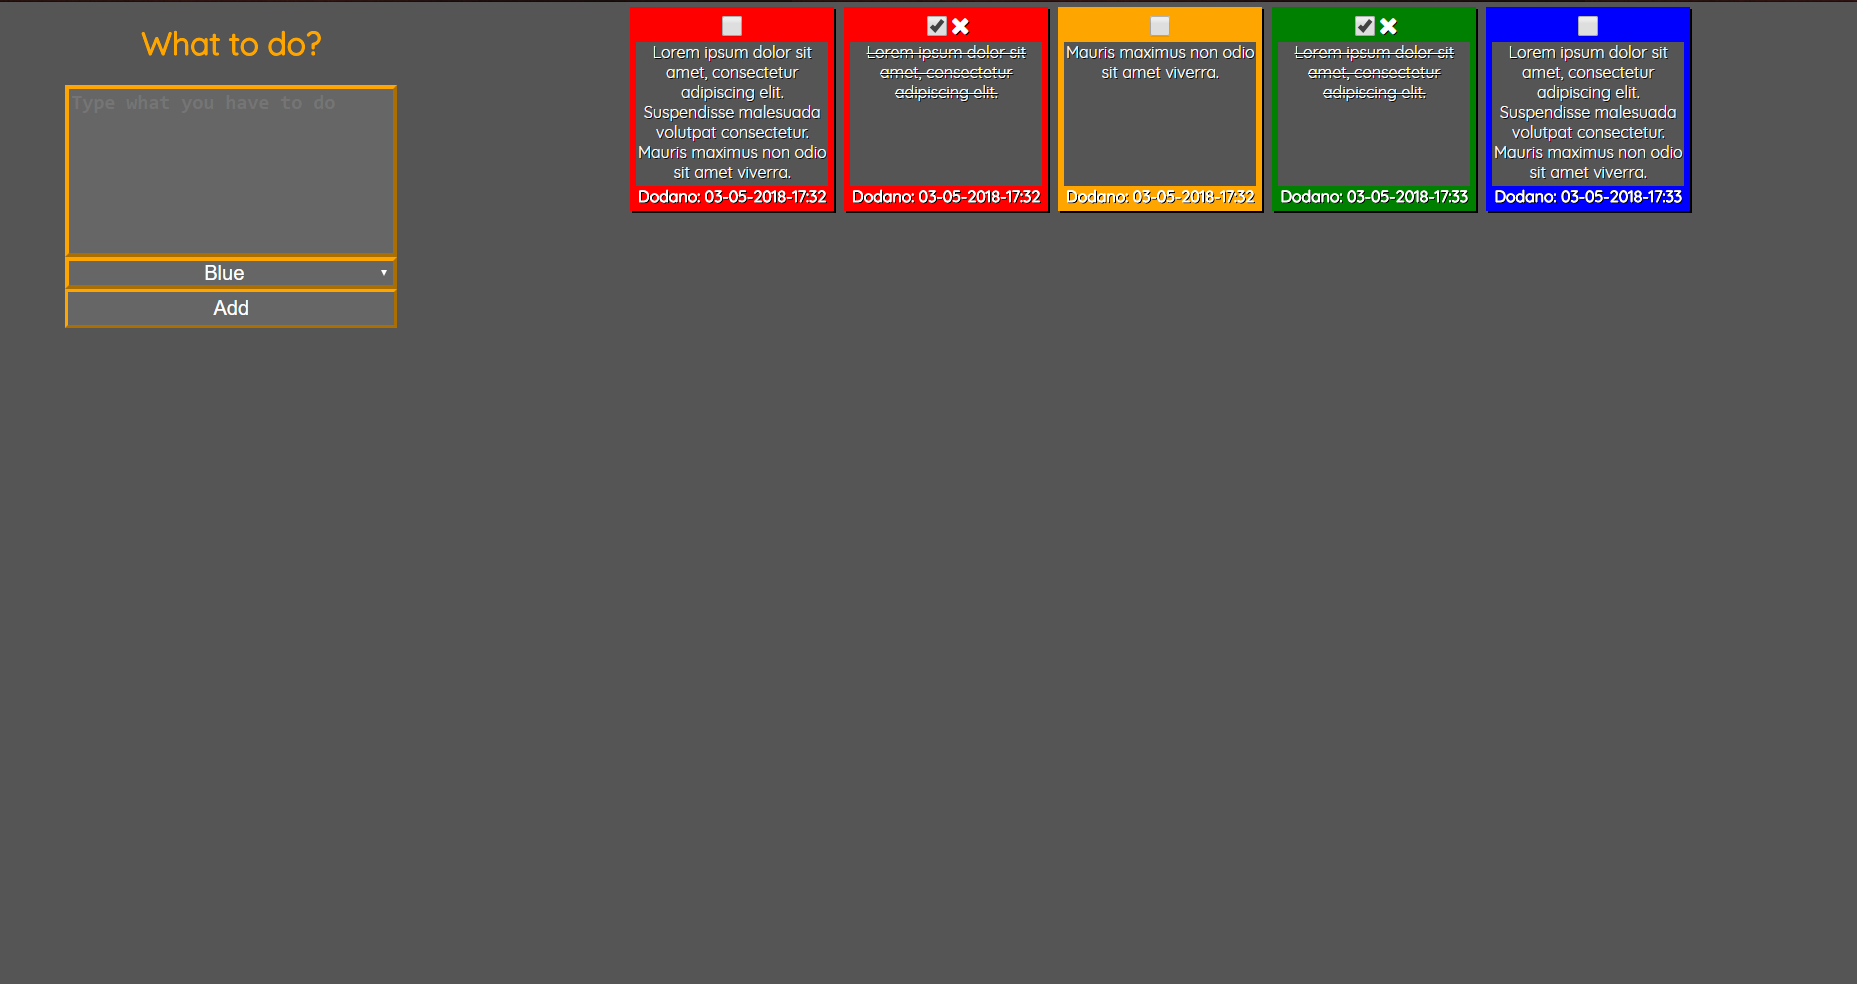 What to do?
Type what you have to do
Blue
Add
Lorem ipsum dolor sit
amet, consectetur
adipiscing elit.
Suspendisse malesuada
volutpat consectetur.
Mauris maximus non odio
sit amet viverra.
Dodano: 03-05-2018-17:32
Lorem ipsum dolor sit
amet, consectetur
adipiscing elit.
Dodano: 03-05-2018-17:32
Mauris maximus non odio
sit amet viverra.
Dodano: 03-05-2018-17:32
Lorem ipsum dolor sit
amet, consectetur
adipiscing elit.
Dodano: 03-05-2018-17:33
Lorem ipsum dolor sit
amet, consectetur
adipiscing elit.
Suspendisse malesuada
volutpat consectetur.
Mauris maximus non odio
sit amet viverra.
Dodano: 03-05-2018-17:33